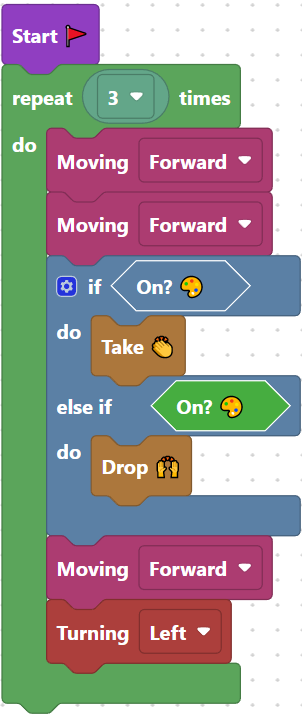 Start
repeat 3 times
do
Moving Forward
Moving Forward
if On?
do
Take
else if On?
do
Drop
Moving Forward
Turning Left